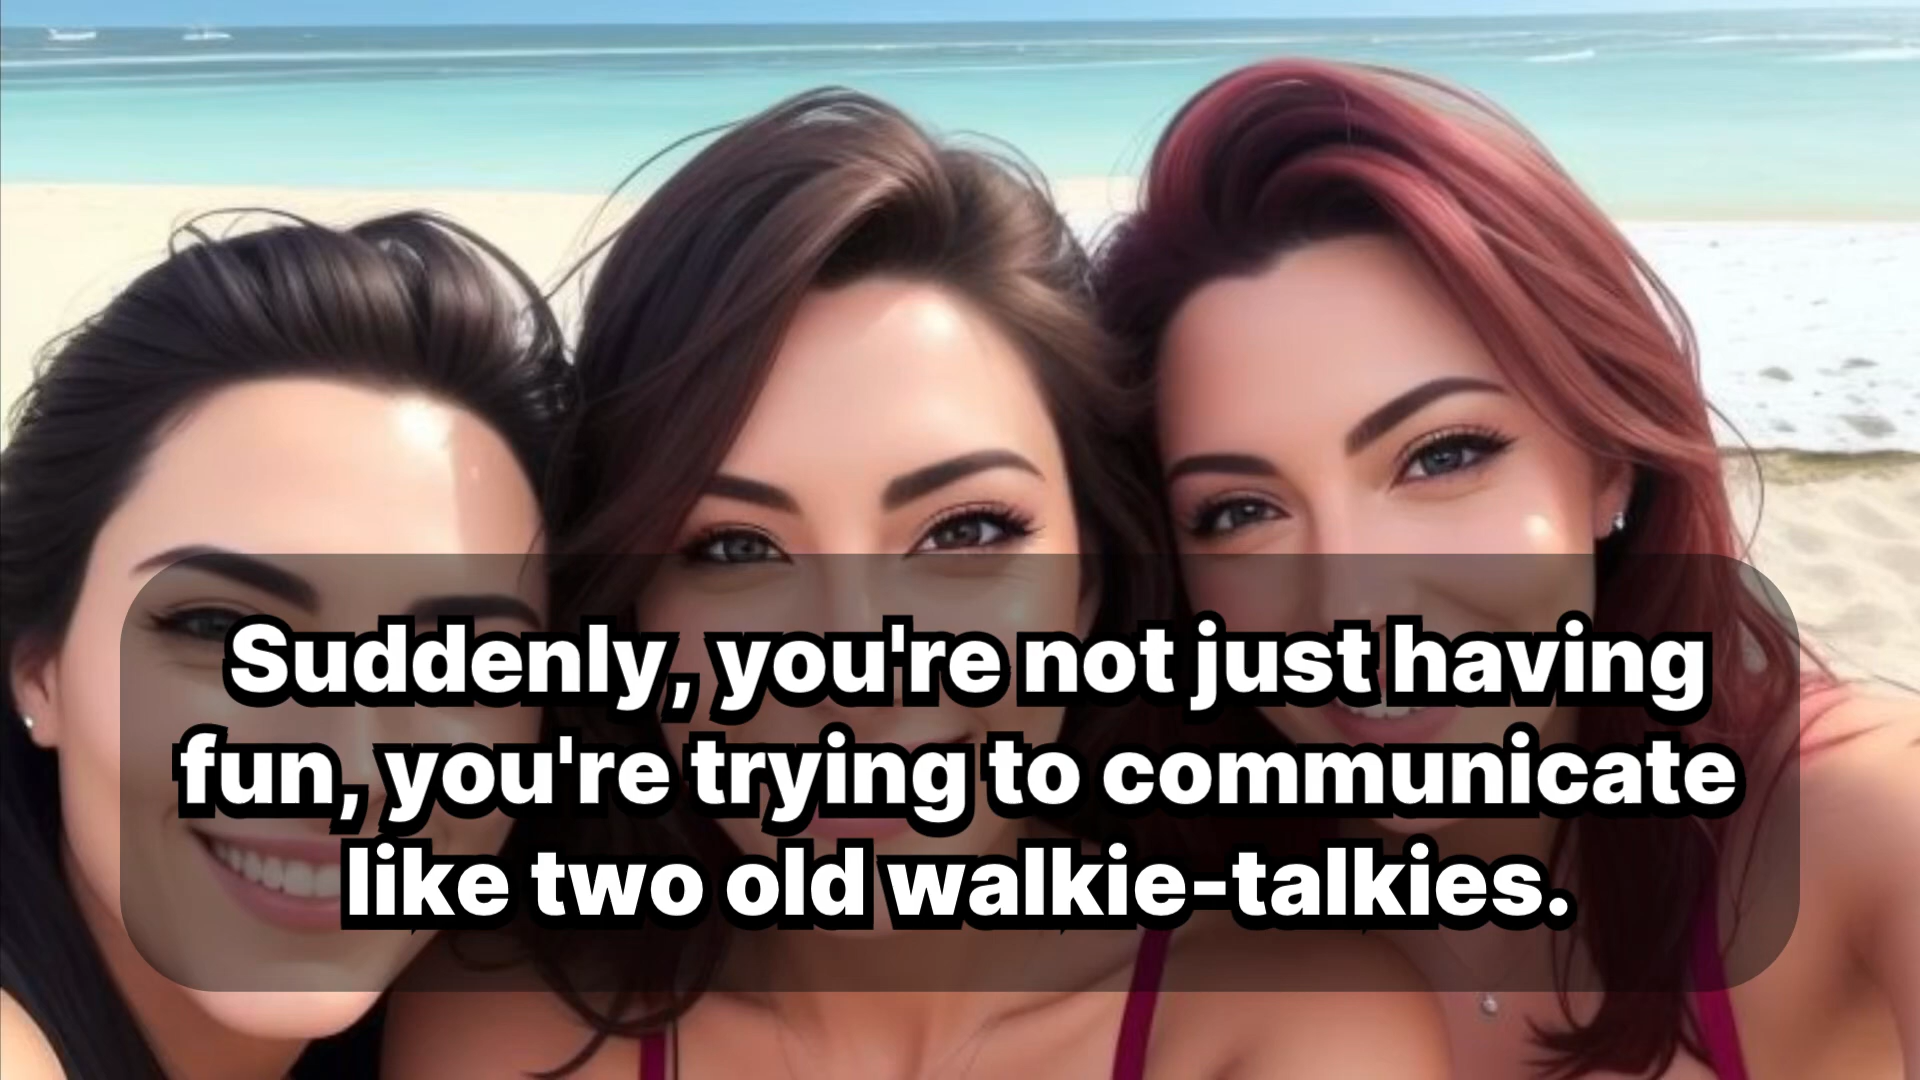 Suddenly, you're not just having
fun, you're trying to communicate
like two old walkie-talkies.